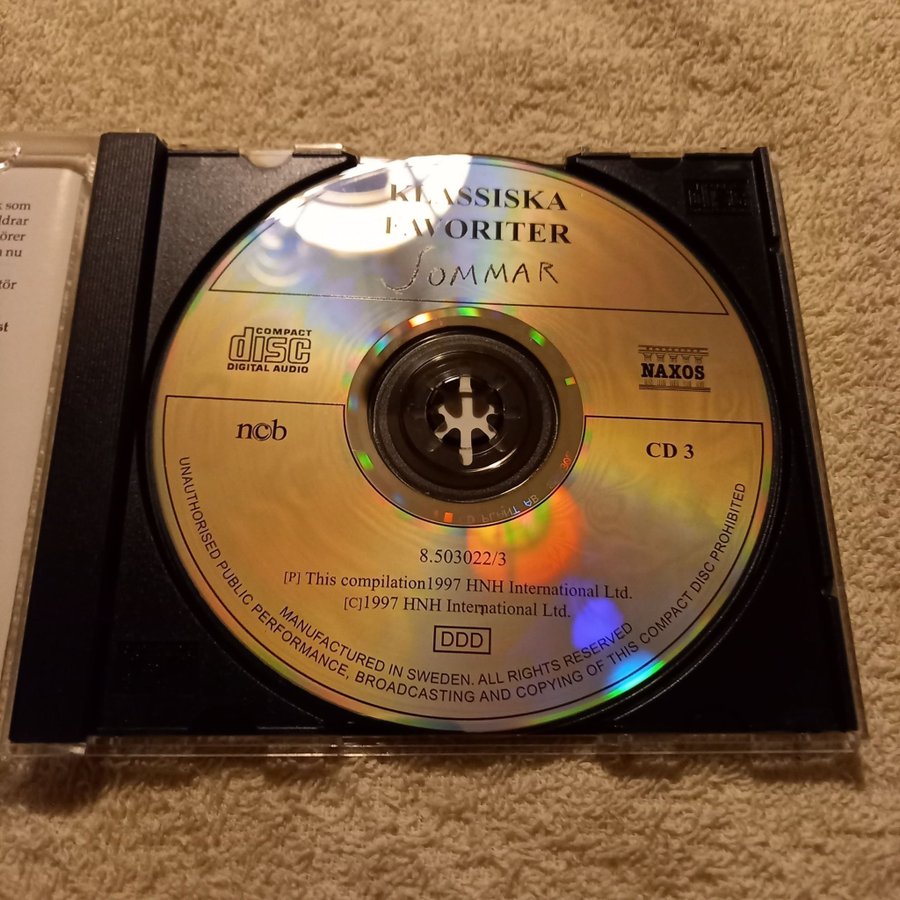 KLASSISKA
FAVORITER
SOMMAR
COMPACT
disc
DIGITAL AUDIO
NAXOS
n©b
CD 3
8.503022/3
[P] This compilation1997 HNH International Ltd.
[C]1997 HNH International Ltd.
DDD
MANUFACTURED IN SWEDEN. ALL RIGHTS RESERVED
UNAUTHORISED PUBLIC PERFORMANCE, BROADCASTING AND COPYING OF THIS COMPACT DISC PROHIBITED
som
nu